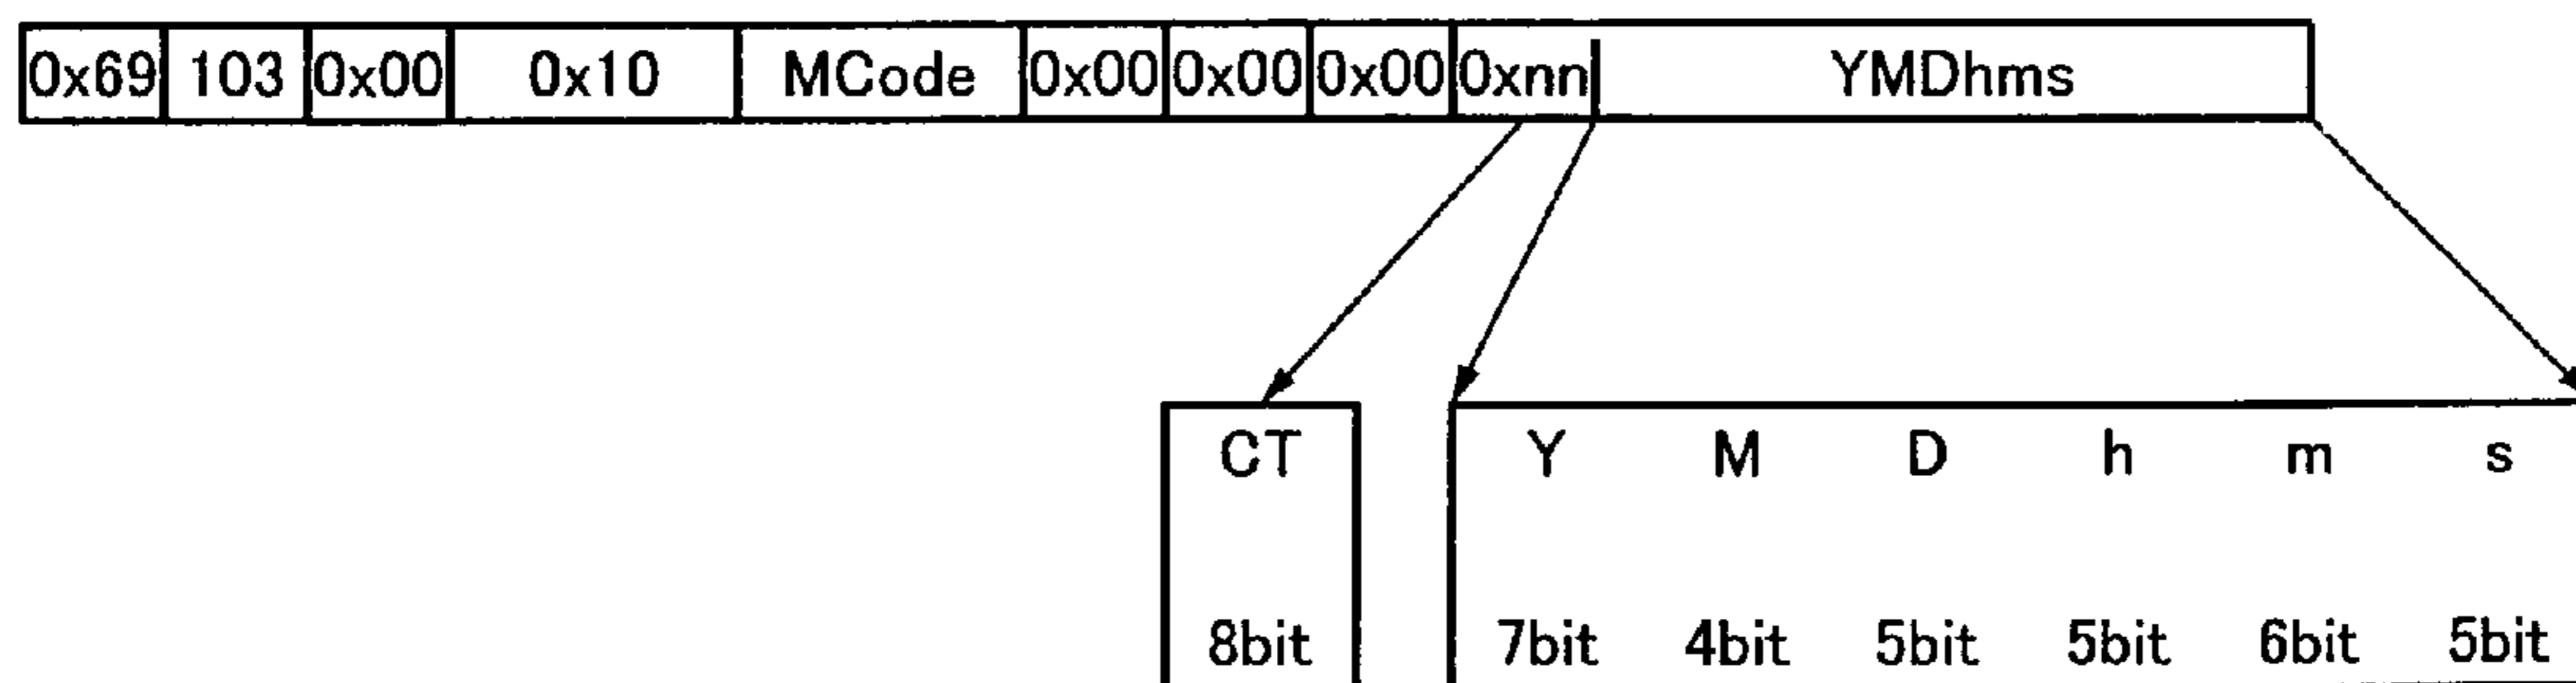 0x69 103 0x00 0x10 MCode 0x00 0x00 0x00 0xnn YMDhms
CT Y M D h m s
8bit 7bit 4bit 5bit 5bit 6bit 5bit